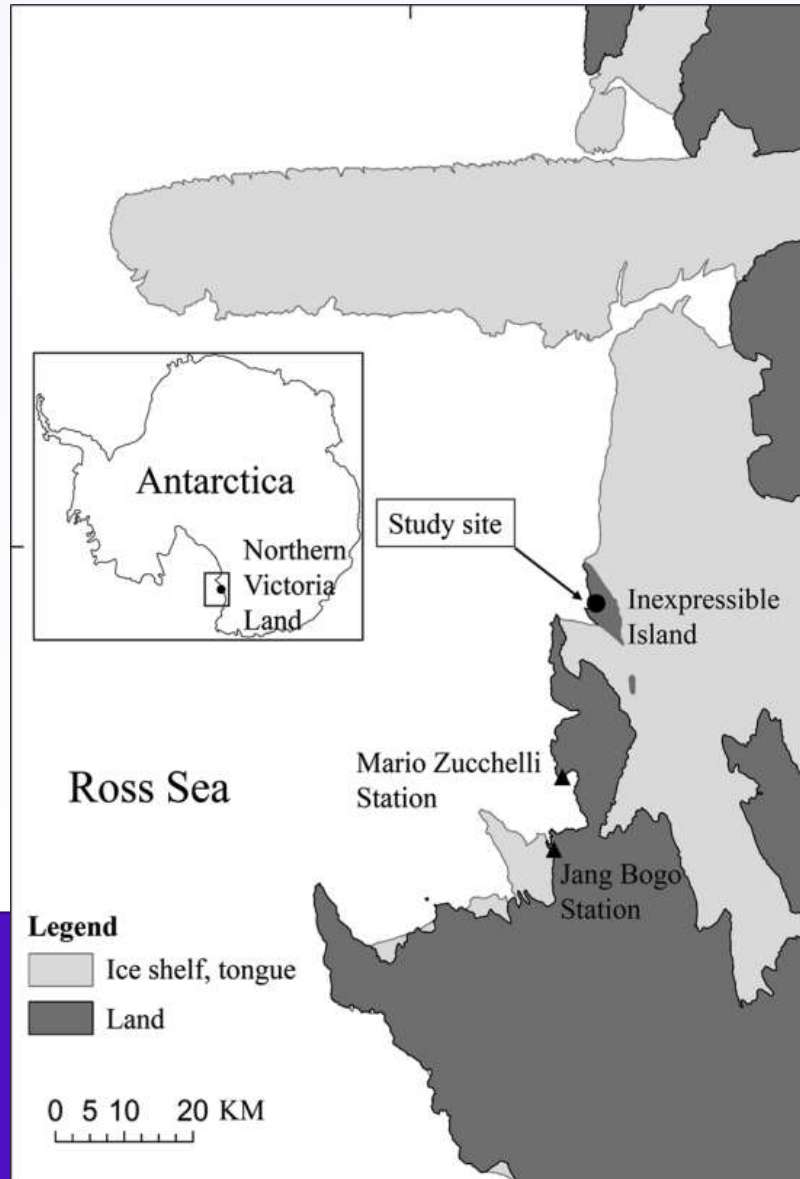 Antarctica
Northern
Victoria
Land
Study site
Inexpressible
Island
Mario Zucchelli
Station
Ross Sea
Jang Bogo
Station
Legend
Ice shelf, tongue
Land
0 5 10 20 KM